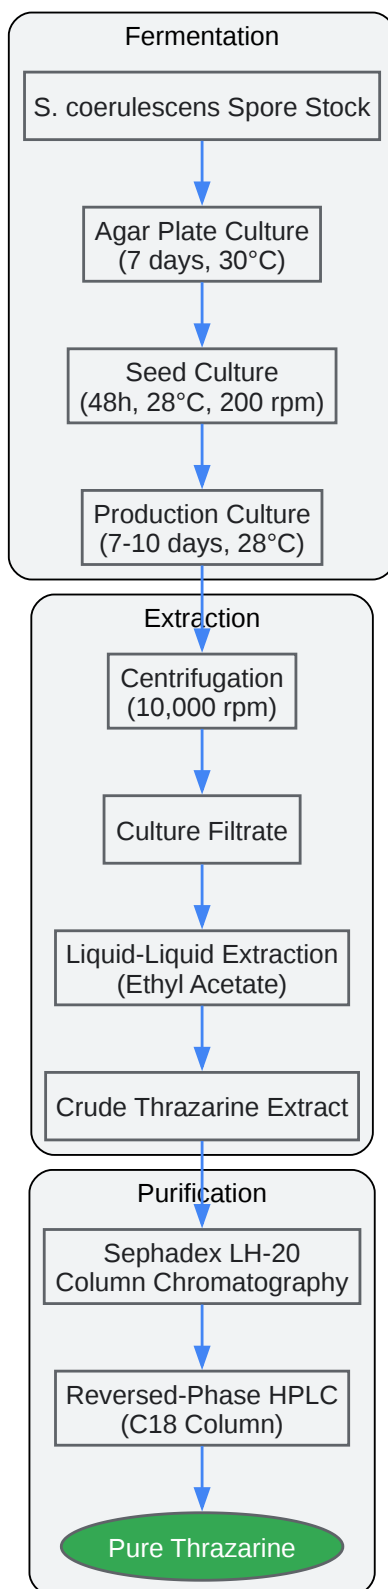 Fermentation
S. coerulescens Spore Stock
Agar Plate Culture
(7 days, 30°C)
Seed Culture
(48h, 28°C, 200 rpm)
Production Culture
(7-10 days, 28°C)
Extraction
Centrifugation
(10,000 rpm)
Culture Filtrate
Liquid-Liquid Extraction
(Ethyl Acetate)
Crude Thrazarine Extract
Purification
Sephadex LH-20
Column Chromatography
Reversed-Phase HPLC
(C18 Column)
Pure Thrazarine